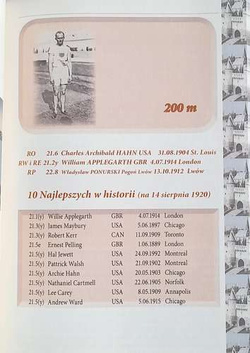 200 m
RO 21.6 Charles Archibald HAHN USA 31.08.1904 St. Louis
RW i RE 21.2y William APPLEGARTH GBR 4.07.1914 London
RP 22.8 Władysław PONURSKI Pogoń Lwów 13.10.1912 Lwów
10 Najlepszych w historii (na 14 sierpnia 1920)
21.1(y) Willie Applegarth GBR 4.07.1914 London
21.3(y) James Maybury USA 5.06.1897 Chicago
21.4(y) Robert Kerr CAN 11.09.1909 Toronto
21.5e Ernest Pelling GBR 1.06.1889 London
21.5(y) Hal Jewett USA 24.09.1892 Montreal
21.5(y) Patrick Walsh USA 21.09.1902 Montreal
21.5(y) Archie Hahn USA 20.05.1903 Chicago
21.5(y) Nathaniel Cartmell USA 22.06.1905 Norfolk
21.5(y) Lee Carey USA 8.05.1909 Annapolis
21.5(y) Andrew Ward USA 5.06.1915 Chicago